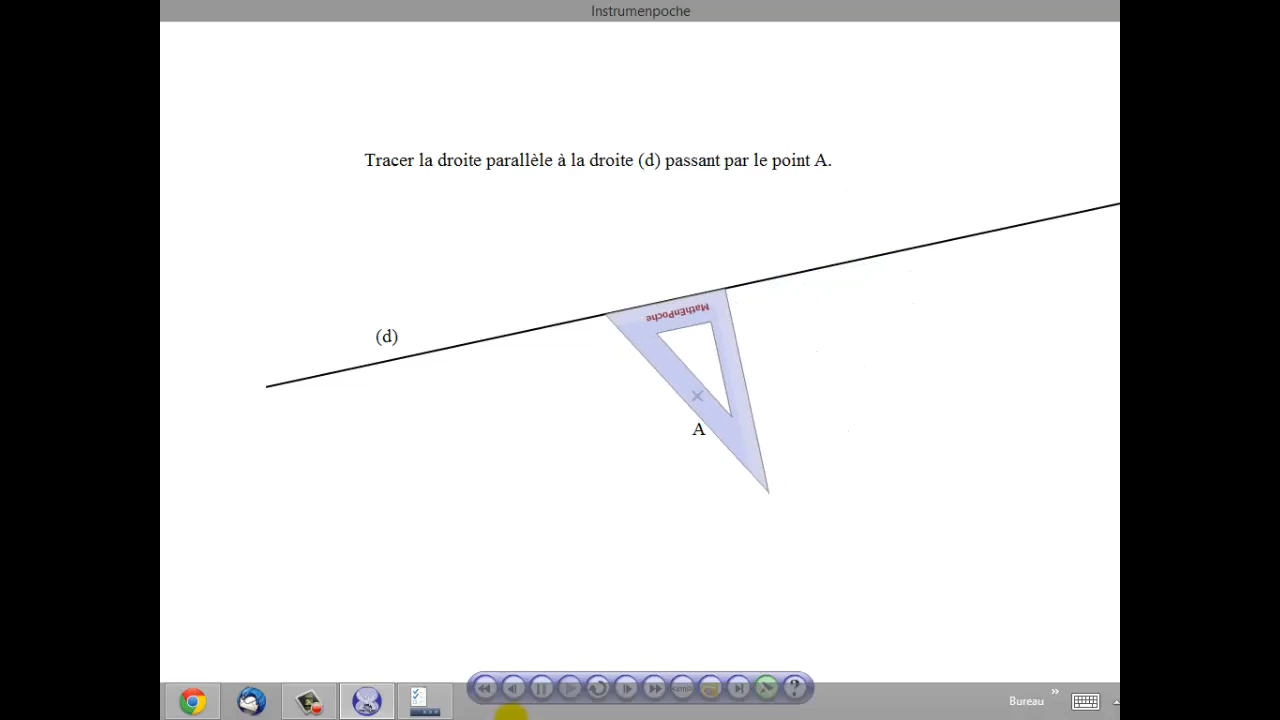 Instrumenpoche
Tracer la droite parallèle à la droite (d) passant par le point A.
MathEnPoche
(d)
A
Bureau